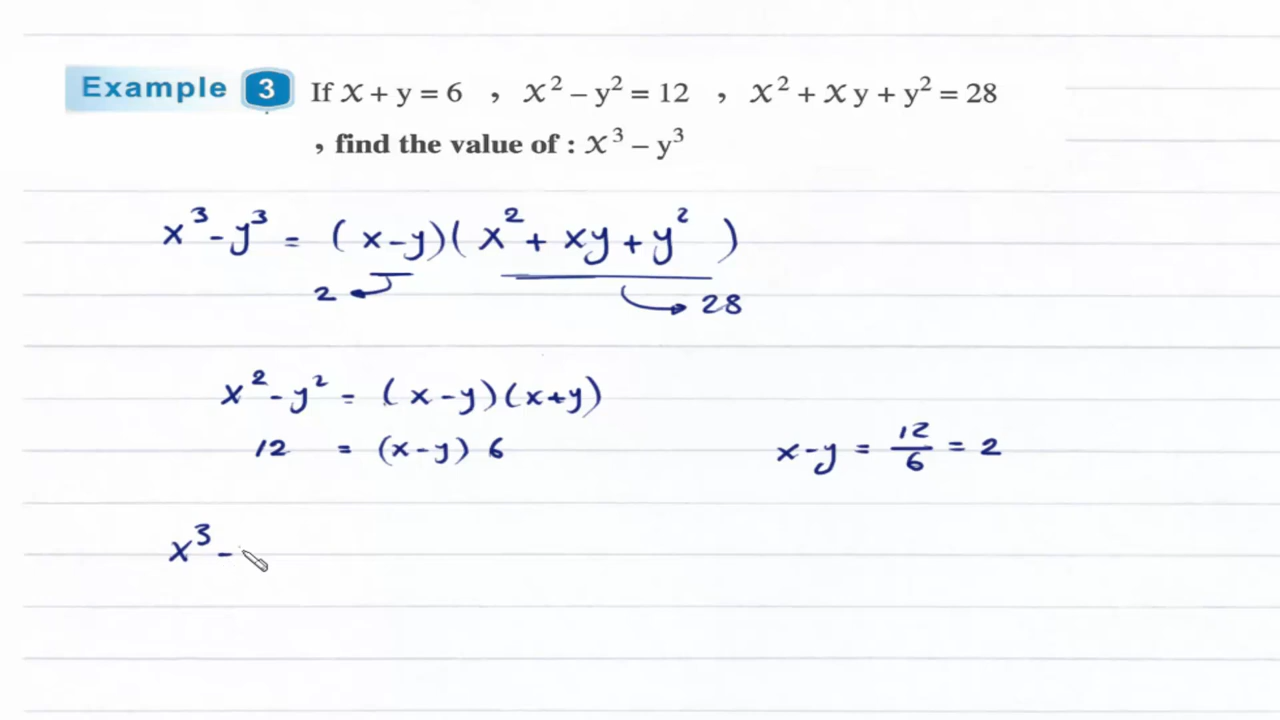 Example 3 If x + y = 6 , x² − y² = 12 , x² + x y + y² = 28
, find the value of : x³ − y³
x³ - y³ = (x - y)(x² + xy + y²)
2 28
x² - y² = (x - y)(x + y)
12 = (x - y) 6 x - y = 12/6 = 2
x³ -